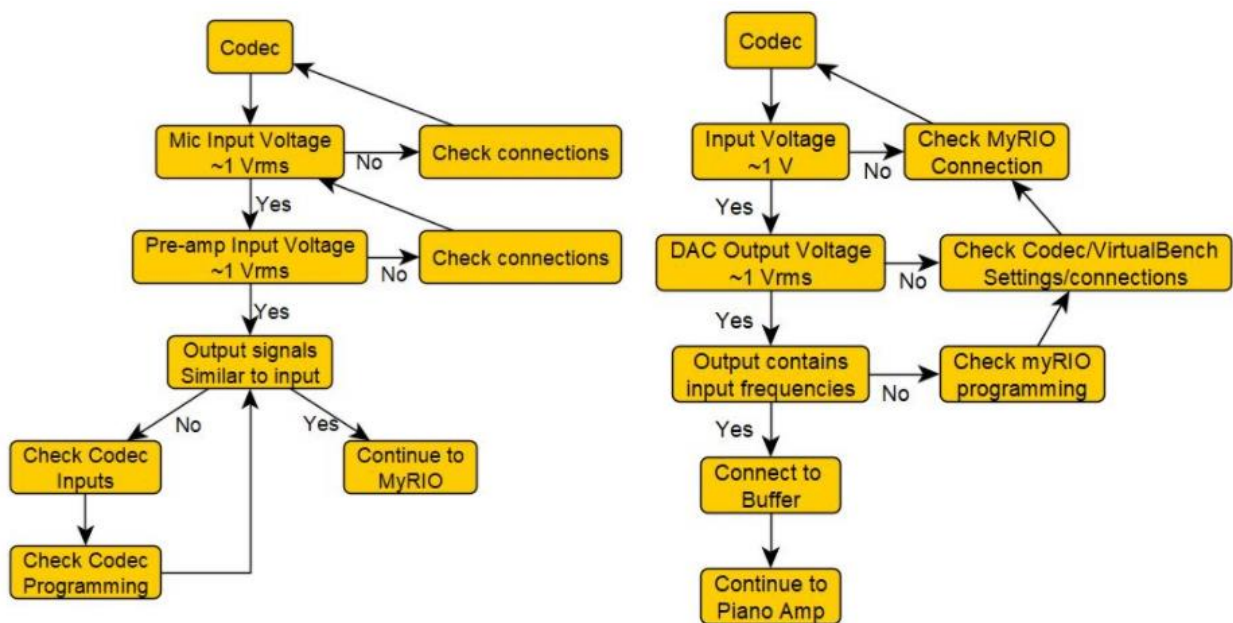 Codec
Mic Input Voltage
~1 Vrms
No
Check connections
Yes
Pre-amp Input Voltage
~1 Vrms
No
Check connections
Yes
Output signals
Similar to input
No
Yes
Check Codec
Inputs
Continue to
MyRIO
Check Codec
Programming
Codec
Input Voltage
~1 V
No
Check MyRIO
Connection
Yes
DAC Output Voltage
~1 Vrms
No
Check Codec/VirtualBench
Settings/connections
Yes
Output contains
input frequencies
No
Check myRIO
programming
Yes
Connect to
Buffer
Continue to
Piano Amp